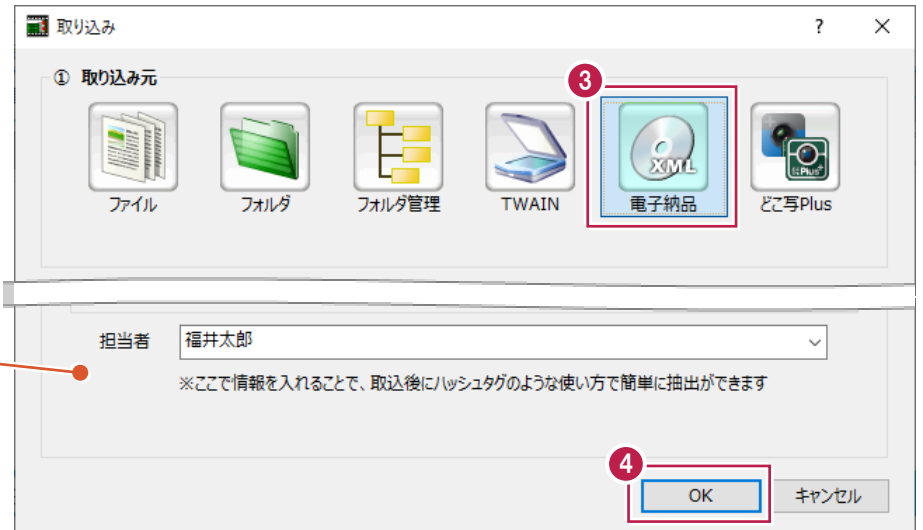 取り込み
?
×
① 取り込み元
3
XML
Plus+
ファイル
フォルダ
フォルダ管理
TWAIN
電子納品
どこ写Plus
担当者
福井太郎
※ここで情報を入れることで、取込後にハッシュタグのような使い方で簡単に抽出ができます
4
OK
キャンセル